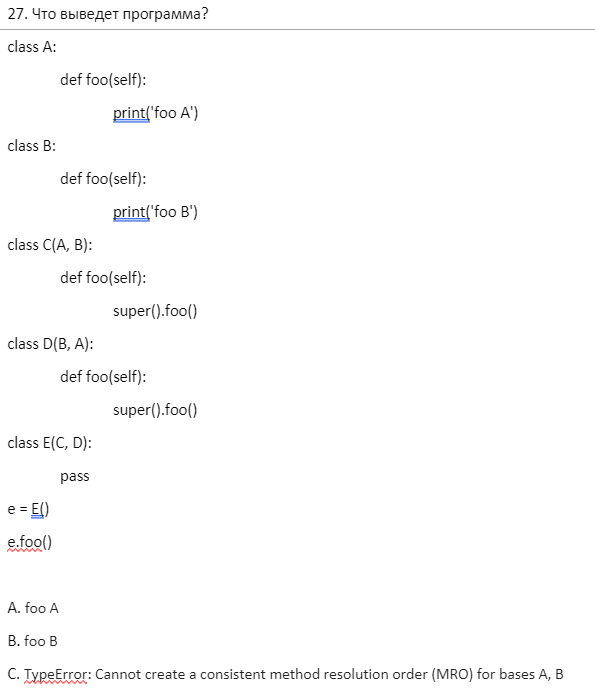 27. Что выведет программа?
class A:
def foo(self):
print('foo A')
class B:
def foo(self):
print('foo B')
class C(A, B):
def foo(self):
super().foo()
class D(B, A):
def foo(self):
super().foo()
class E(C, D):
pass
e = E()
e.foo()
A. foo A
B. foo B
C. TypeError: Cannot create a consistent method resolution order (MRO) for bases A, B